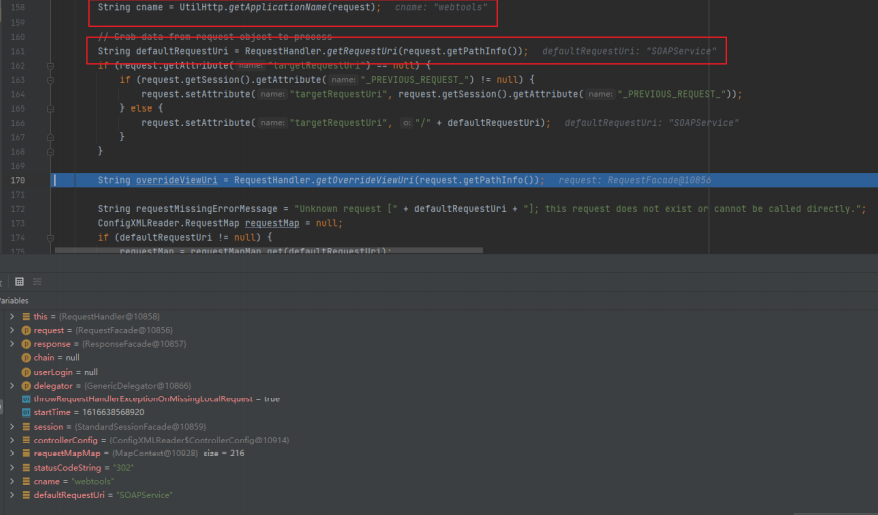 158 String cname = UtilHttp.getApplicationName(request); cname: "webtools"
159
160 // Grab data from request object to process
161 String defaultRequestUri = RequestHandler.getRequestUri(request.getPathInfo()); defaultRequestUri: "SOAPService"
162 if (request.getAttribute( name: "targetRequestUri") == null) {
163 if (request.getSession().getAttribute( name: "_PREVIOUS_REQUEST_") != null) {
164 request.setAttribute( name: "targetRequestUri", request.getSession().getAttribute( name: "_PREVIOUS_REQUEST_"));
165 } else {
166 request.setAttribute( name: "targetRequestUri", o: "/" + defaultRequestUri); defaultRequestUri: "SOAPService"
167 }
168 }
169
170 String overrideViewUri = RequestHandler.getOverrideViewUri(request.getPathInfo()); request: RequestFacade@10856
171
172 String requestMissingErrorMessage = "Unknown request [" + defaultRequestUri + "]; this request does not exist or cannot be called directly.";
173 ConfigXMLReader.RequestMap requestMap = null;
174 if (defaultRequestUri != null) {
175 requestMap = requestMapMap.get(defaultRequestUri);
Variables
this = {RequestHandler@10858}
request = {RequestFacade@10856}
response = {ResponseFacade@10857}
chain = null
userLogin = null
delegator = {GenericDelegator@10866}
throwRequestHandlerExceptionOnMissingLocalRequest = true
startTime = 1616638568920
session = {StandardSessionFacade@10859}
controllerConfig = {ConfigXMLReader$ControllerConfig@10914}
requestMapMap = {MapContext@10928} size = 216
statusCodeString = "302"
cname = "webtools"
defaultRequestUri = "SOAPService"